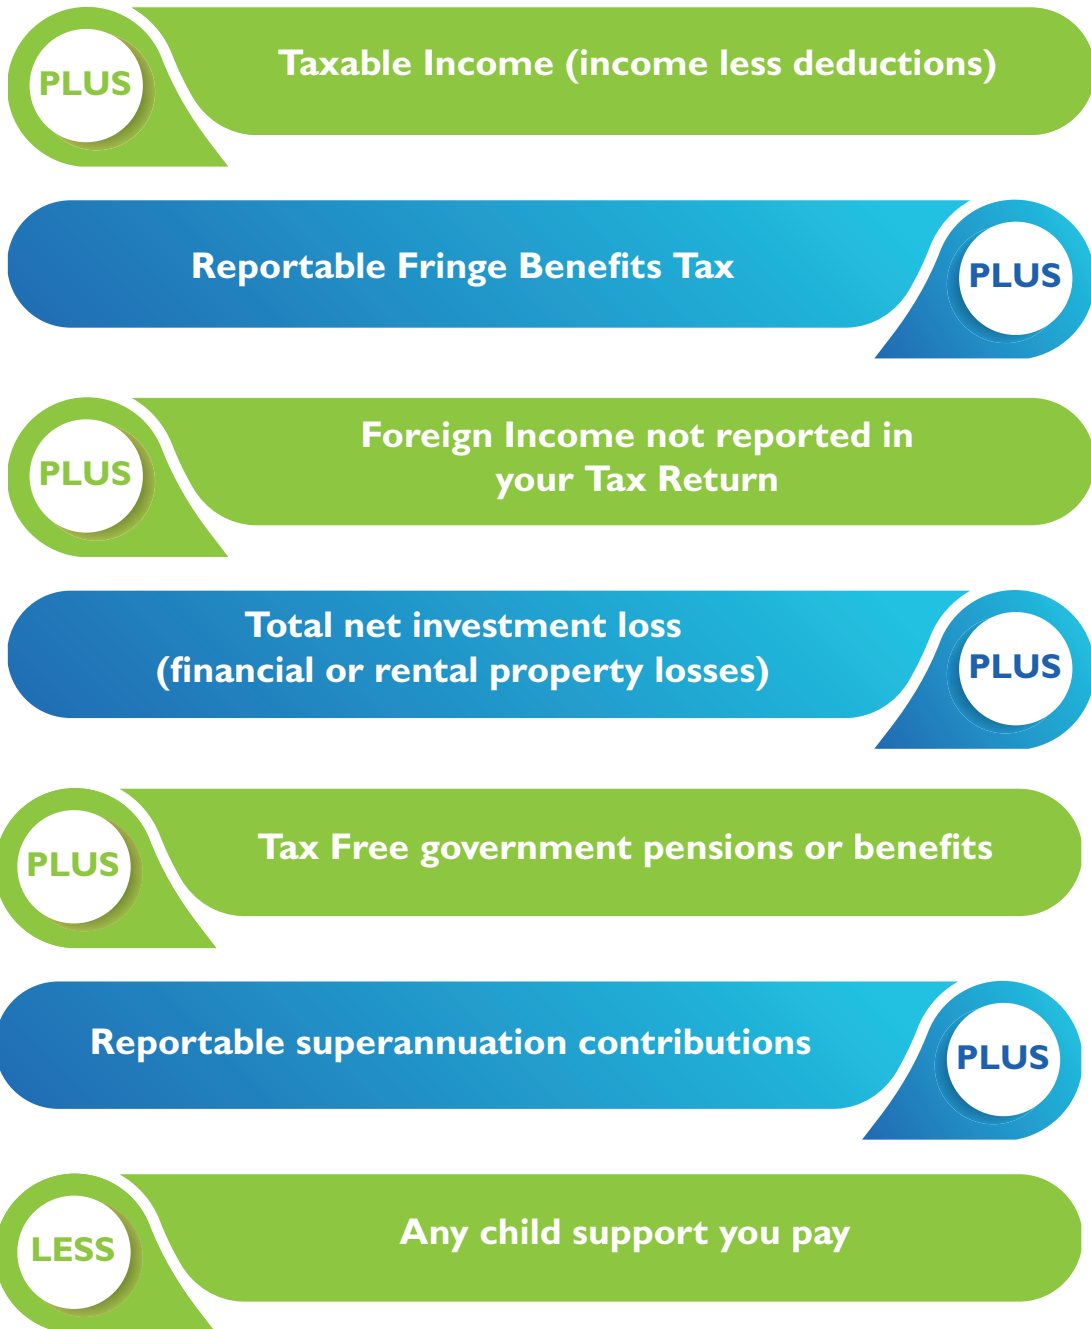 PLUS
Taxable Income (income less deductions)
Reportable Fringe Benefits Tax
PLUS
PLUS
Foreign Income not reported in
your Tax Return
Total net investment loss
(financial or rental property losses)
PLUS
PLUS
Tax Free government pensions or benefits
Reportable superannuation contributions
PLUS
LESS
Any child support you pay